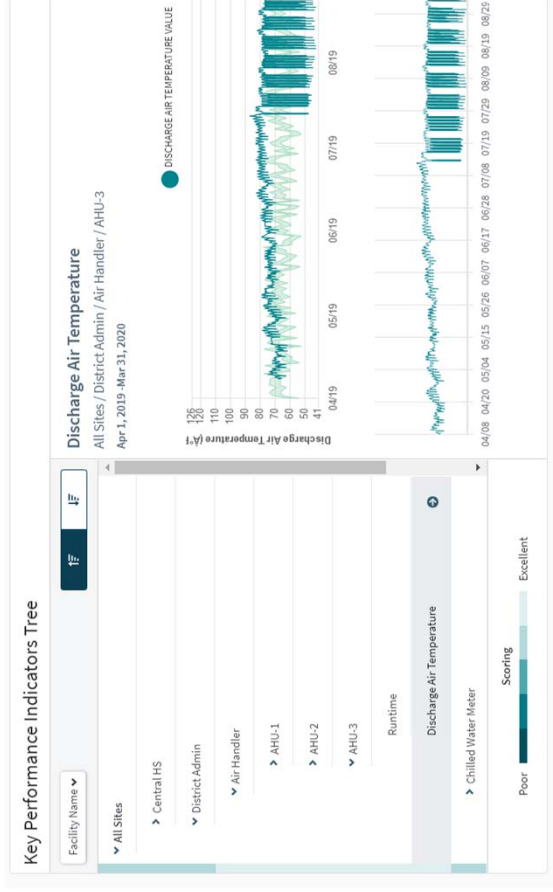 Key Performance Indicators Tree
Facility Name
All Sites
Central HS
District Admin
Air Handler
AHU-1
AHU-2
AHU-3
Runtime
Discharge Air Temperature
Chilled Water Meter
Scoring
Poor
Excellent
Discharge Air Temperature
All Sites / District Admin / Air Handler / AHU-3
Apr 1, 2019 -Mar 31, 2020
DISCHARGE AIR TEMPERATURE VALUE
Discharge Air Temperature (Â°F
126
120
110
100
90
80
70
60
50
41
04/19 05/19 06/19 07/19 08/19
04/08 04/20 05/04 05/15 05/26 06/07 06/17 06/28 07/08 07/19 07/29 08/09 08/19 08/29